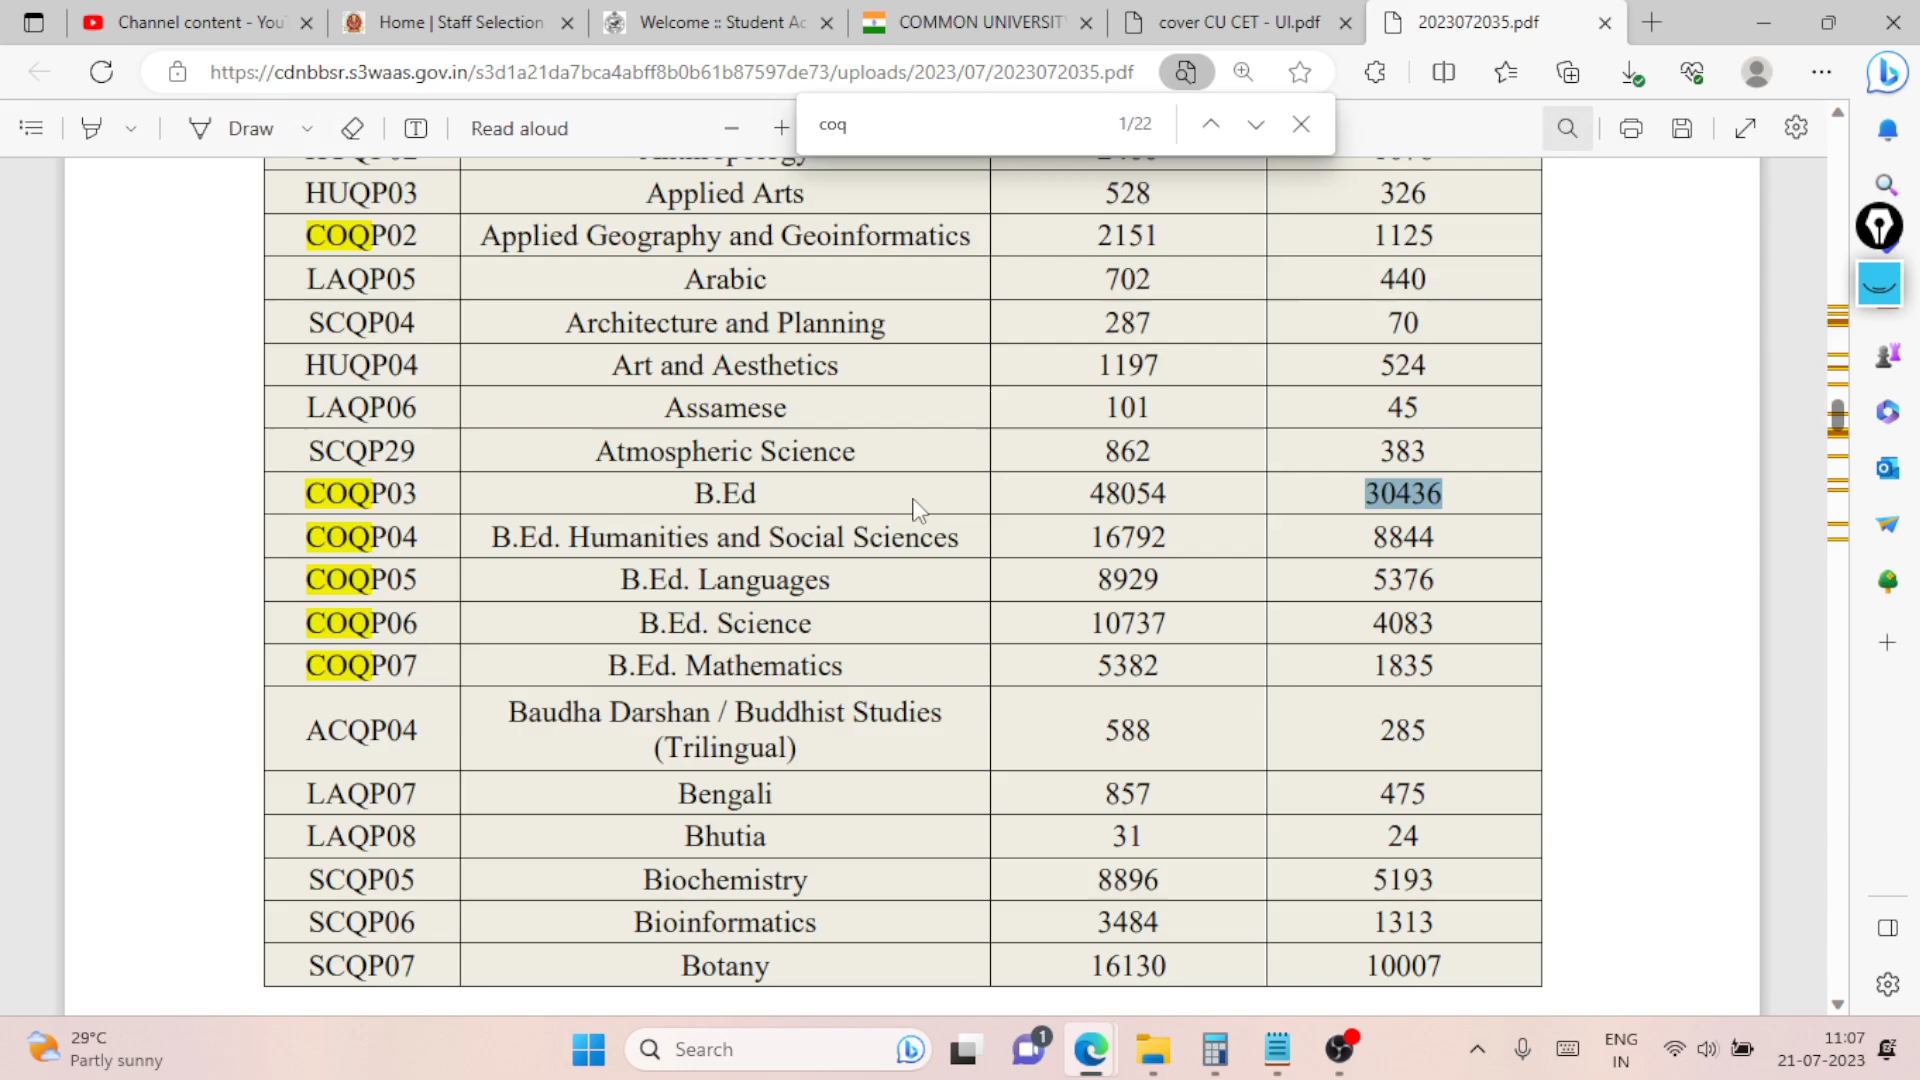 Channel content - You
Home | Staff Selection
Welcome :: Student Ac
COMMON UNIVERSIT
cover CU CET - UI.pdf
2023072035.pdf
https://cdnbbsr.s3waas.gov.in/s3d1a21da7bca4abff8b0b61b87597de73/uploads/2023/07/2023072035.pdf
Draw
Read aloud
coq 1/22
HUQP03 Applied Arts 528 326
COQP02 Applied Geography and Geoinformatics 2151 1125
LAQP05 Arabic 702 440
SCQP04 Architecture and Planning 287 70
HUQP04 Art and Aesthetics 1197 524
LAQP06 Assamese 101 45
SCQP29 Atmospheric Science 862 383
COQP03 B.Ed 48054 30436
COQP04 B.Ed. Humanities and Social Sciences 16792 8844
COQP05 B.Ed. Languages 8929 5376
COQP06 B.Ed. Science 10737 4083
COQP07 B.Ed. Mathematics 5382 1835
ACQP04 Baudha Darshan / Buddhist Studies (Trilingual) 588 285
LAQP07 Bengali 857 475
LAQP08 Bhutia 31 24
SCQP05 Biochemistry 8896 5193
SCQP06 Bioinformatics 3484 1313
SCQP07 Botany 16130 10007
29°C
Partly sunny
Search
1
ENG
IN
11:07
21-07-2023